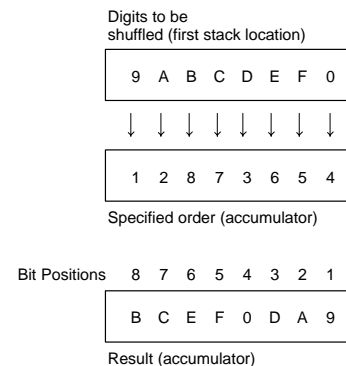 Digits to be
shuffled (first stack location)
9 A B C D E F 0
1 2 8 7 3 6 5 4
Specified order (accumulator)
Bit Positions 8 7 6 5 4 3 2 1
B C E F 0 D A 9
Result (accumulator)